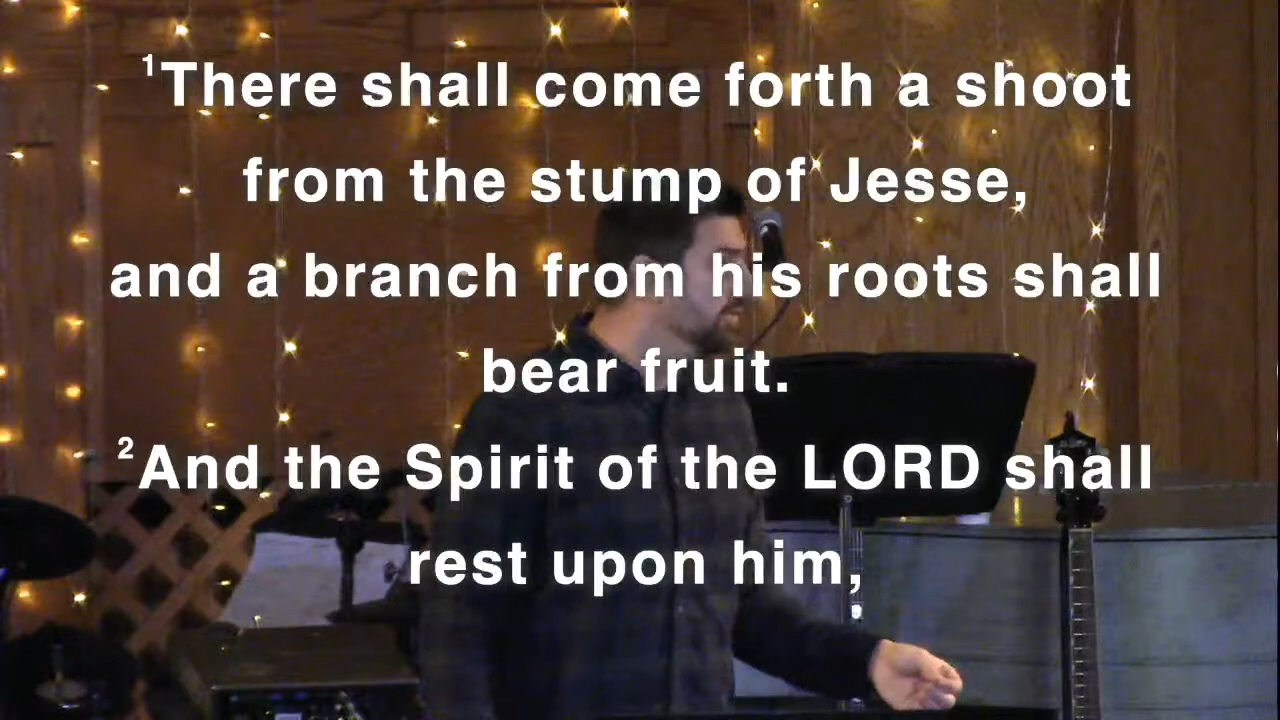 ¹There shall come forth a shoot
from the stump of Jesse,
and a branch from his roots shall
bear fruit.
²And the Spirit of the LORD shall
rest upon him,